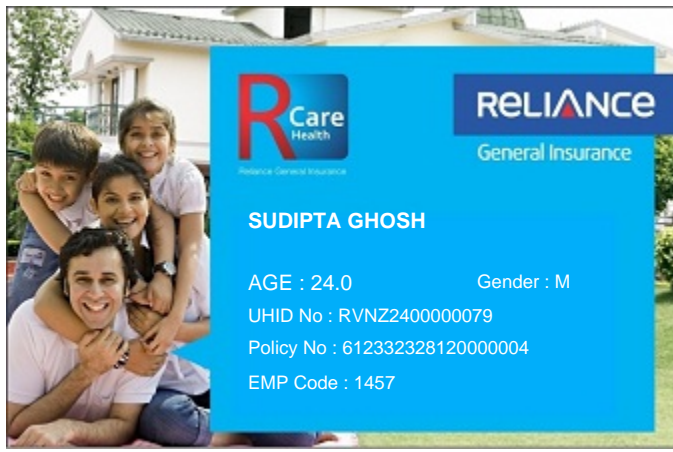 R Care
Health
Reliance General Insurance
RELIANCE
General Insurance
SUDIPTA GHOSH
AGE : 24.0 Gender : M
UHID No : RVNZ2400000079
Policy No : 612332328120000004
EMP Code : 1457